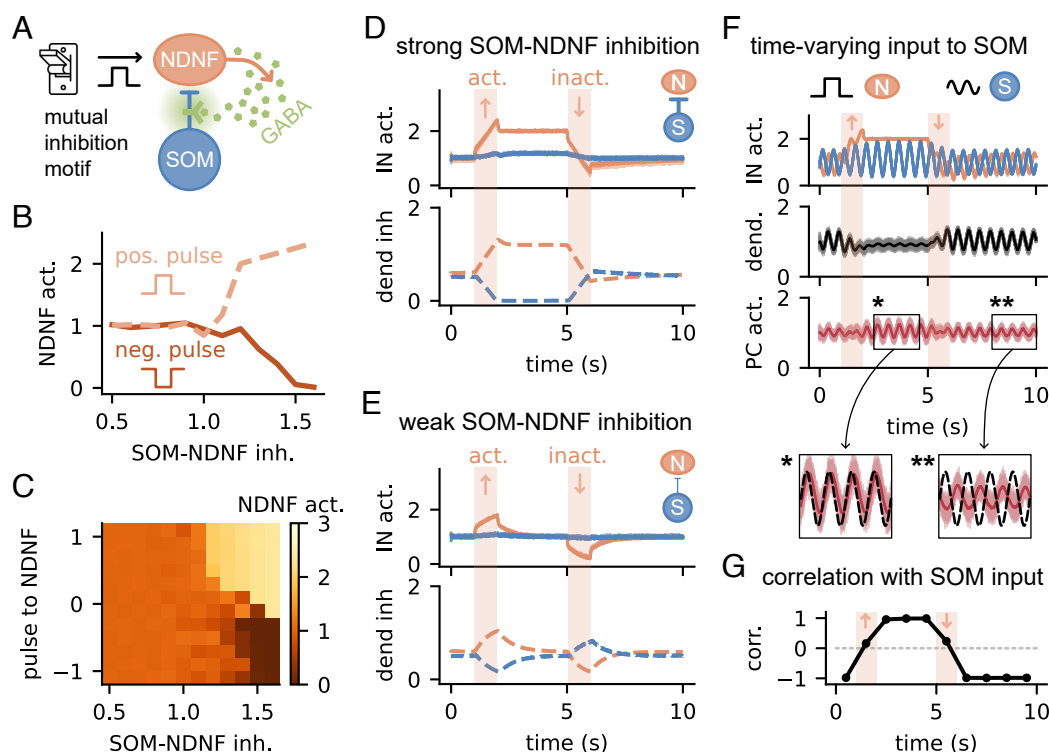 A
NDNF
mutual
inhibition
motif
GABA
SOM
B
NDNF act.
2
1
0
pos. pulse
neg. pulse
0.5
1.0
1.5
SOM-NDNF inh.
C
NDNF act.
pulse to NDNF
1
0
−1
0.5
1.0
1.5
SOM-NDNF inh.
3
2
1
0
D
strong SOM-NDNF inhibition
act.
inact.
N
S
IN act.
2
0
dend inh
2
0
0
5
10
time (s)
E
weak SOM-NDNF inhibition
act.
inact.
N
S
IN act.
2
0
dend inh
2
0
0
5
10
time (s)
F
time-varying input to SOM
N
S
IN act.
2
0
dend.
2
0
PC act.
2
0
*
**
0
5
10
time (s)
*
**
G
correlation with SOM input
corr.
1
0
−1
0
5
10
time (s)